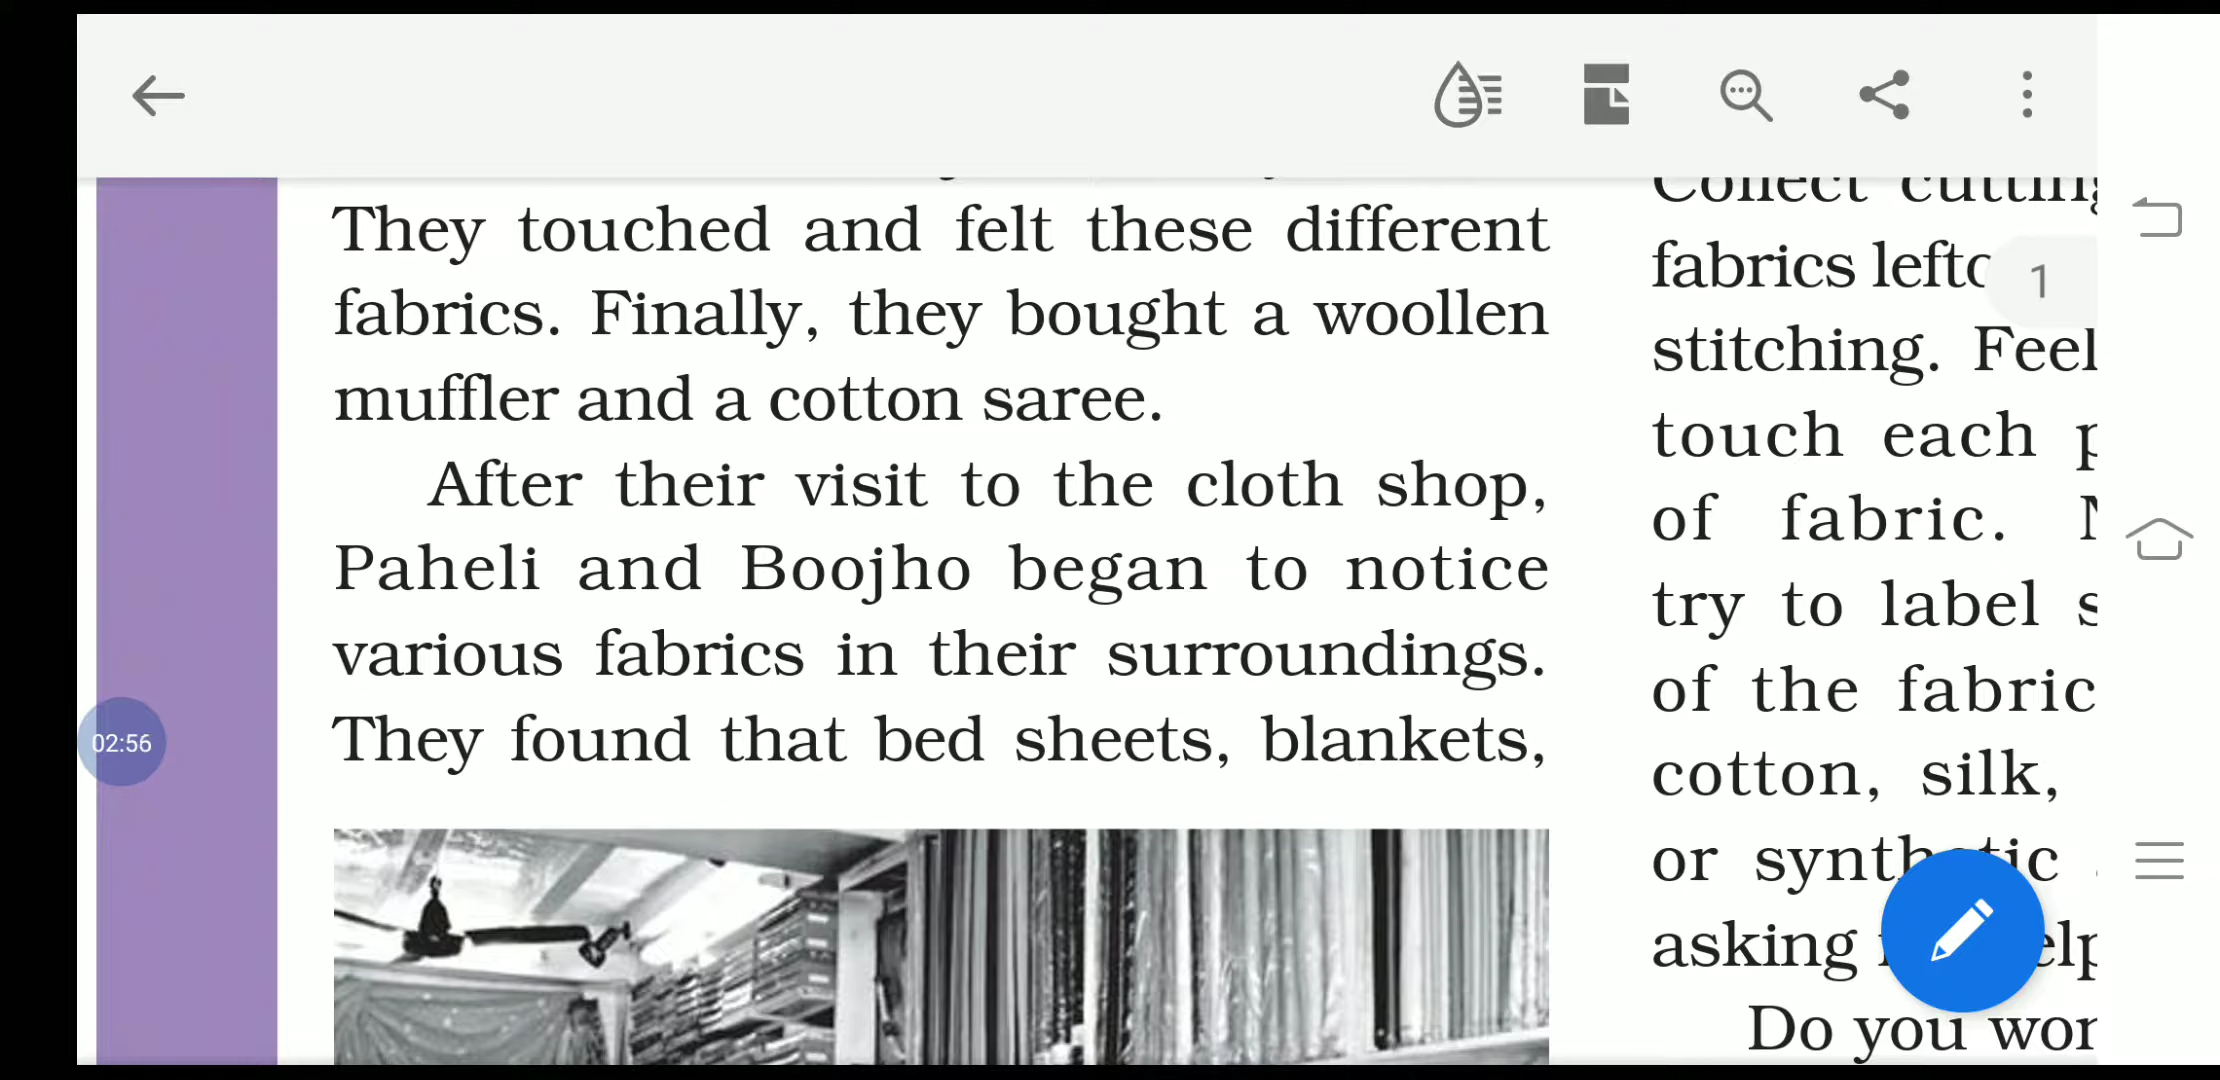 They touched and felt these different
fabrics. Finally, they bought a woollen
muffler and a cotton saree.
After their visit to the cloth shop,
Paheli and Boojho began to notice
various fabrics in their surroundings.
They found that bed sheets, blankets,
Collect
fabrics
stitching. Feel
touch each
of fabric.
try to label
of the fabric
cotton, silk,
or
asking
Do you
1
02:56